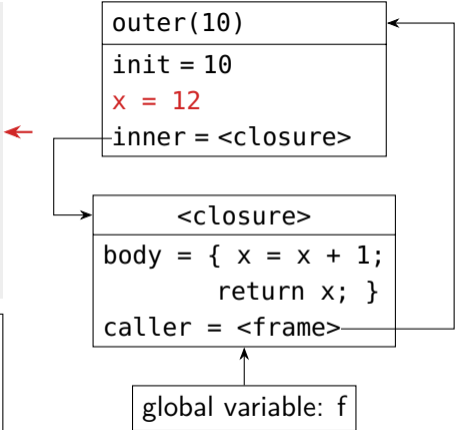 outer(10)
init = 10
x = 12
inner = <closure>
<closure>
body = { x = x + 1;
return x; }
caller = <frame>
global variable: f